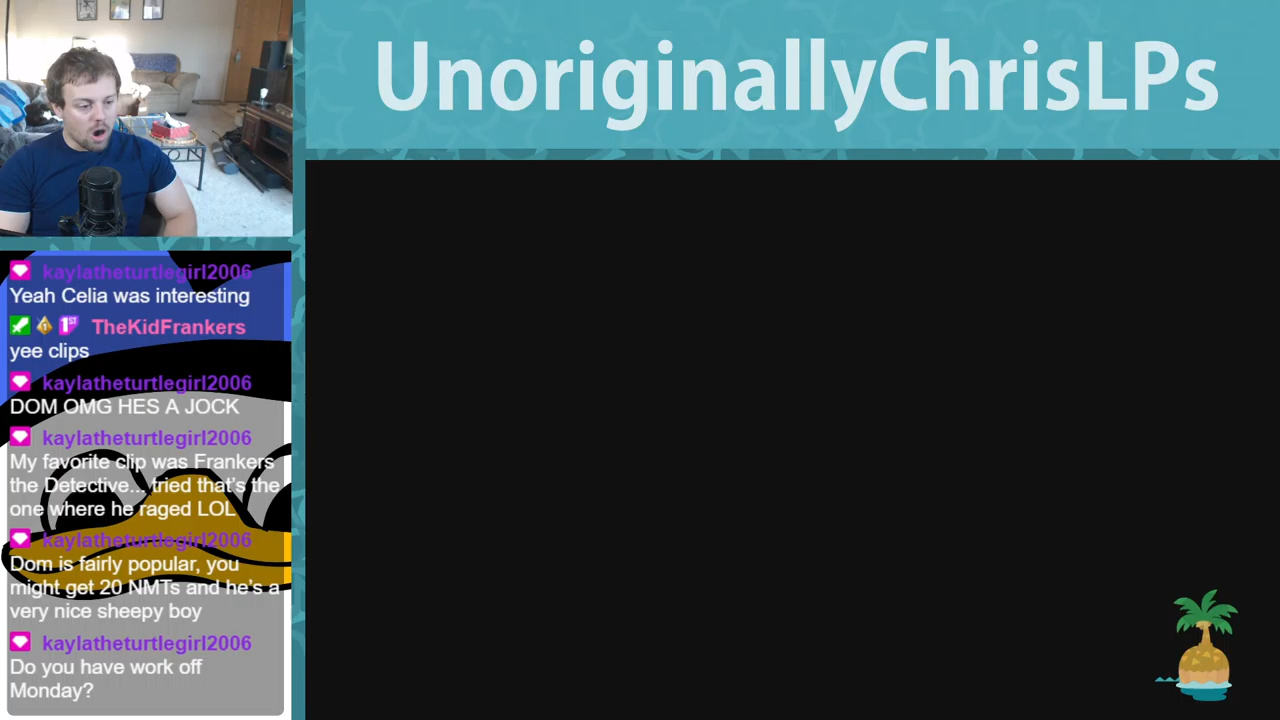 UnoriginallyChrisLPs
kaylatheturtlegirl2006
Yeah Celia was interesting
1ST TheKidFrankers
yee clips
kaylatheturtlegirl2006
DOM OMG HES A JOCK
kaylatheturtlegirl2006
My favorite clip was Frankers
the Detective... tried that's the
one where he raged LOL
kaylatheturtlegirl2006
Dom is fairly popular, you
might get 20 NMTs and he's a
very nice sheepy boy
kaylatheturtlegirl2006
Do you have work off
Monday?